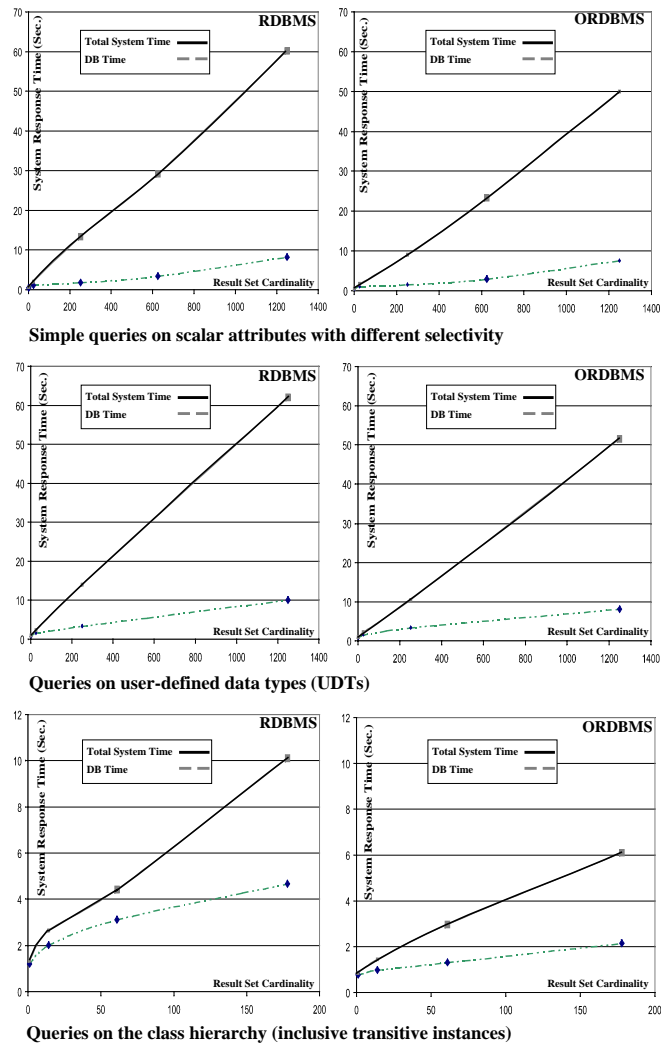 RDBMS
System Response Time (Sec.)
Total System Time
DB Time
70
60
50
40
30
20
10
0
Result Set Cardinality
0 200 400 600 800 1000 1200 1400
ORDBMS
System Response Time (Sec.)
Total System Time
DB Time
70
60
50
40
30
20
10
0
Result Set Cardinality
0 200 400 600 800 1000 1200 1400
Simple queries on scalar attributes with different selectivity
RDBMS
System Response Time (Sec.)
Total System Time
DB Time
70
60
50
40
30
20
10
0
Result Set Cardinality
0 200 400 600 800 1000 1200 1400
ORDBMS
System Response Time (Sec.)
Total System Time
DB Time
70
60
50
40
30
20
10
0
Result Set Cardinality
0 200 400 600 800 1000 1200 1400
Queries on user-defined data types (UDTs)
RDBMS
System Response Time (Sec.)
Total System Time
DB Time
12
10
8
6
4
2
0
Result Set Cardinality
0 50 100 150 200
ORDBMS
System Response Time (Sec.)
Total System Time
DB Time
12
10
8
6
4
2
0
Result Set Cardinality
0 50 100 150 200
Queries on the class hierarchy (inclusive transitive instances)